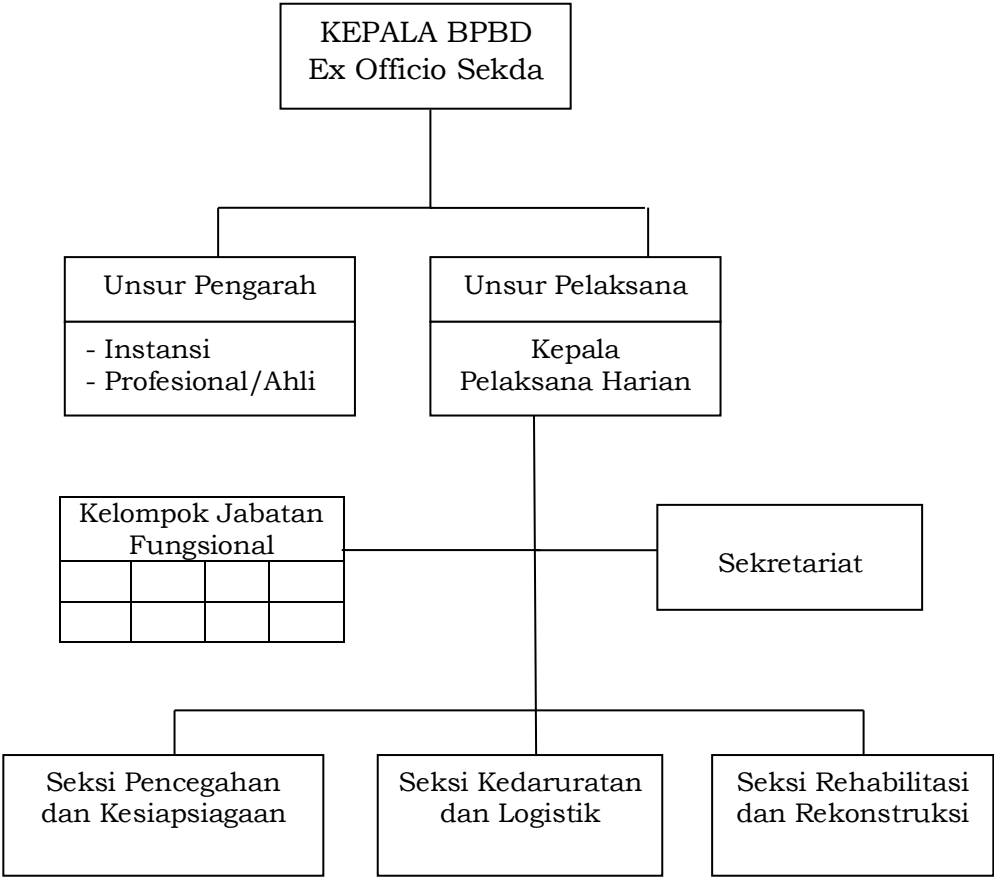 KEPALA BPBD
Ex Officio Sekda
Unsur Pengarah
- Instansi
- Profesional/Ahli
Unsur Pelaksana
Kepala
Pelaksana Harian
Kelompok Jabatan
Fungsional
Sekretariat
Seksi Pencegahan
dan Kesiapsiagaan
Seksi Kedaruratan
dan Logistik
Seksi Rehabilitasi
dan Rekonstruksi